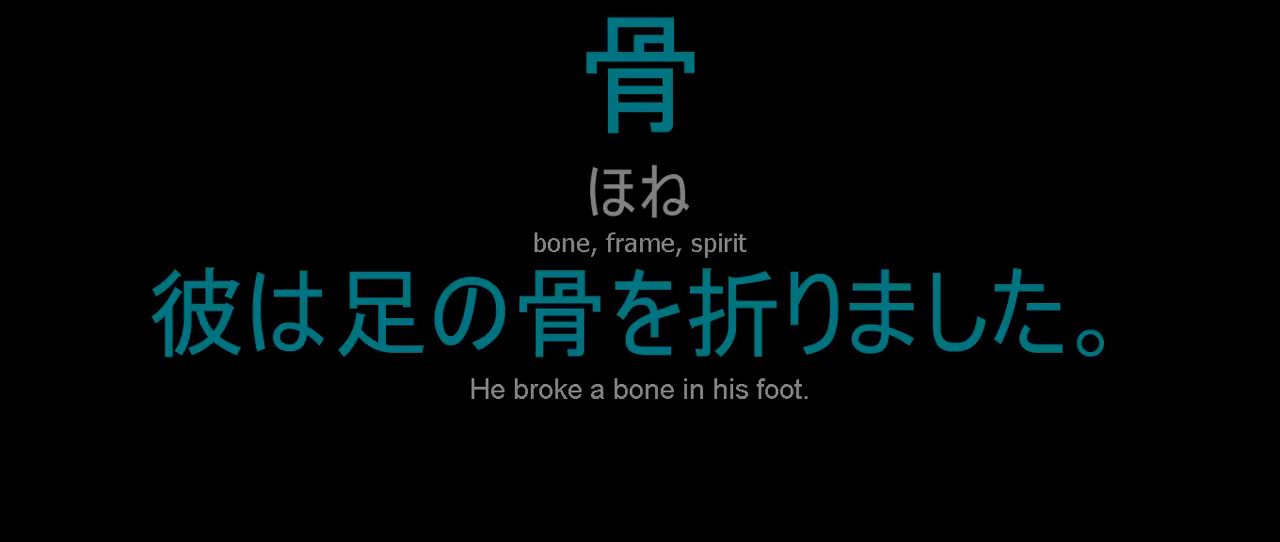 骨
ほね
bone, frame, spirit
彼は足の骨を折りました。
He broke a bone in his foot.